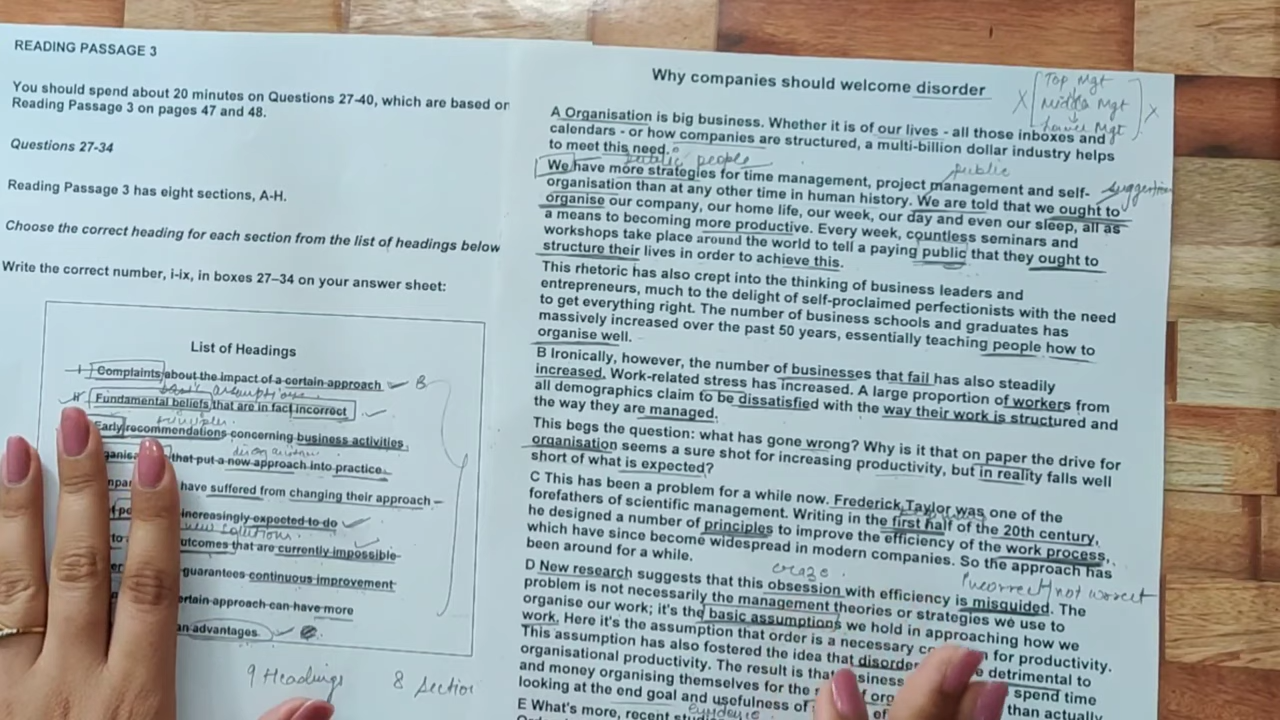 READING PASSAGE 3
You should spend about 20 minutes on Questions 27-40, which are based on
Reading Passage 3 on pages 47 and 48.
Questions 27-34
Reading Passage 3 has eight sections, A-H.
Choose the correct heading for each section from the list of headings below
Write the correct number, i-ix, in boxes 27–34 on your answer sheet:
List of Headings
Complaints about the impact of a certain approach B
basic assumptions
Fundamental beliefs that are in fact incorrect
principles
Early recommendations concerning business activities
that put a new approach into practice
have suffered from changing their approach
increasingly expected to do
new solutions
utcomes that are currently impossible
guarantees continuous improvement
ertain approach can have more
an advantages
9 Headings 8 Section
Why companies should welcome disorder
Top Mgt
X Middle Mgt X
Lower Mgt
A Organisation is big business. Whether it is of our lives - all those inboxes and
calendars - or how companies are structured, a multi-billion dollar industry helps
to meet this need.
public people
public
suggestion
We have more strategies for time management, project management and self-
organisation than at any other time in human history. We are told that we ought to
organise our company, our home life, our week, our day and even our sleep, all as
a means to becoming more productive. Every week, countless seminars and
workshops take place around the world to tell a paying public that they ought to
structure their lives in order to achieve this.
This rhetoric has also crept into the thinking of business leaders and
entrepreneurs, much to the delight of self-proclaimed perfectionists with the need
to get everything right. The number of business schools and graduates has
massively increased over the past 50 years, essentially teaching people how to
organise well.
B Ironically, however, the number of businesses that fail has also steadily
increased. Work-related stress has increased. A large proportion of workers from
all demographics claim to be dissatisfied with the way their work is structured and
the way they are managed.
This begs the question: what has gone wrong? Why is it that on paper the drive for
organisation seems a sure shot for increasing productivity, but in reality falls well
short of what is expected?
C This has been a problem for a while now. Frederick Taylor was one of the
forefathers of scientific management. Writing in the first half of the 20th century,
he designed a number of principles to improve the efficiency of the work process,
which have since become widespread in modern companies. So the approach has
been around for a while.
craze
incorrect/not correct
D New research suggests that this obsession with efficiency is misguided. The
problem is not necessarily the management theories or strategies we use to
organise our work; it's the basic assumptions we hold in approaching how we
work. Here it's the assumption that order is a necessary for productivity.
This assumption has also fostered the idea that disorder detrimental to
organisational productivity. The result is that spend time
and money organising themselves for the than actually
looking at the end goal and usefulness of
evidence
E What's more, recent